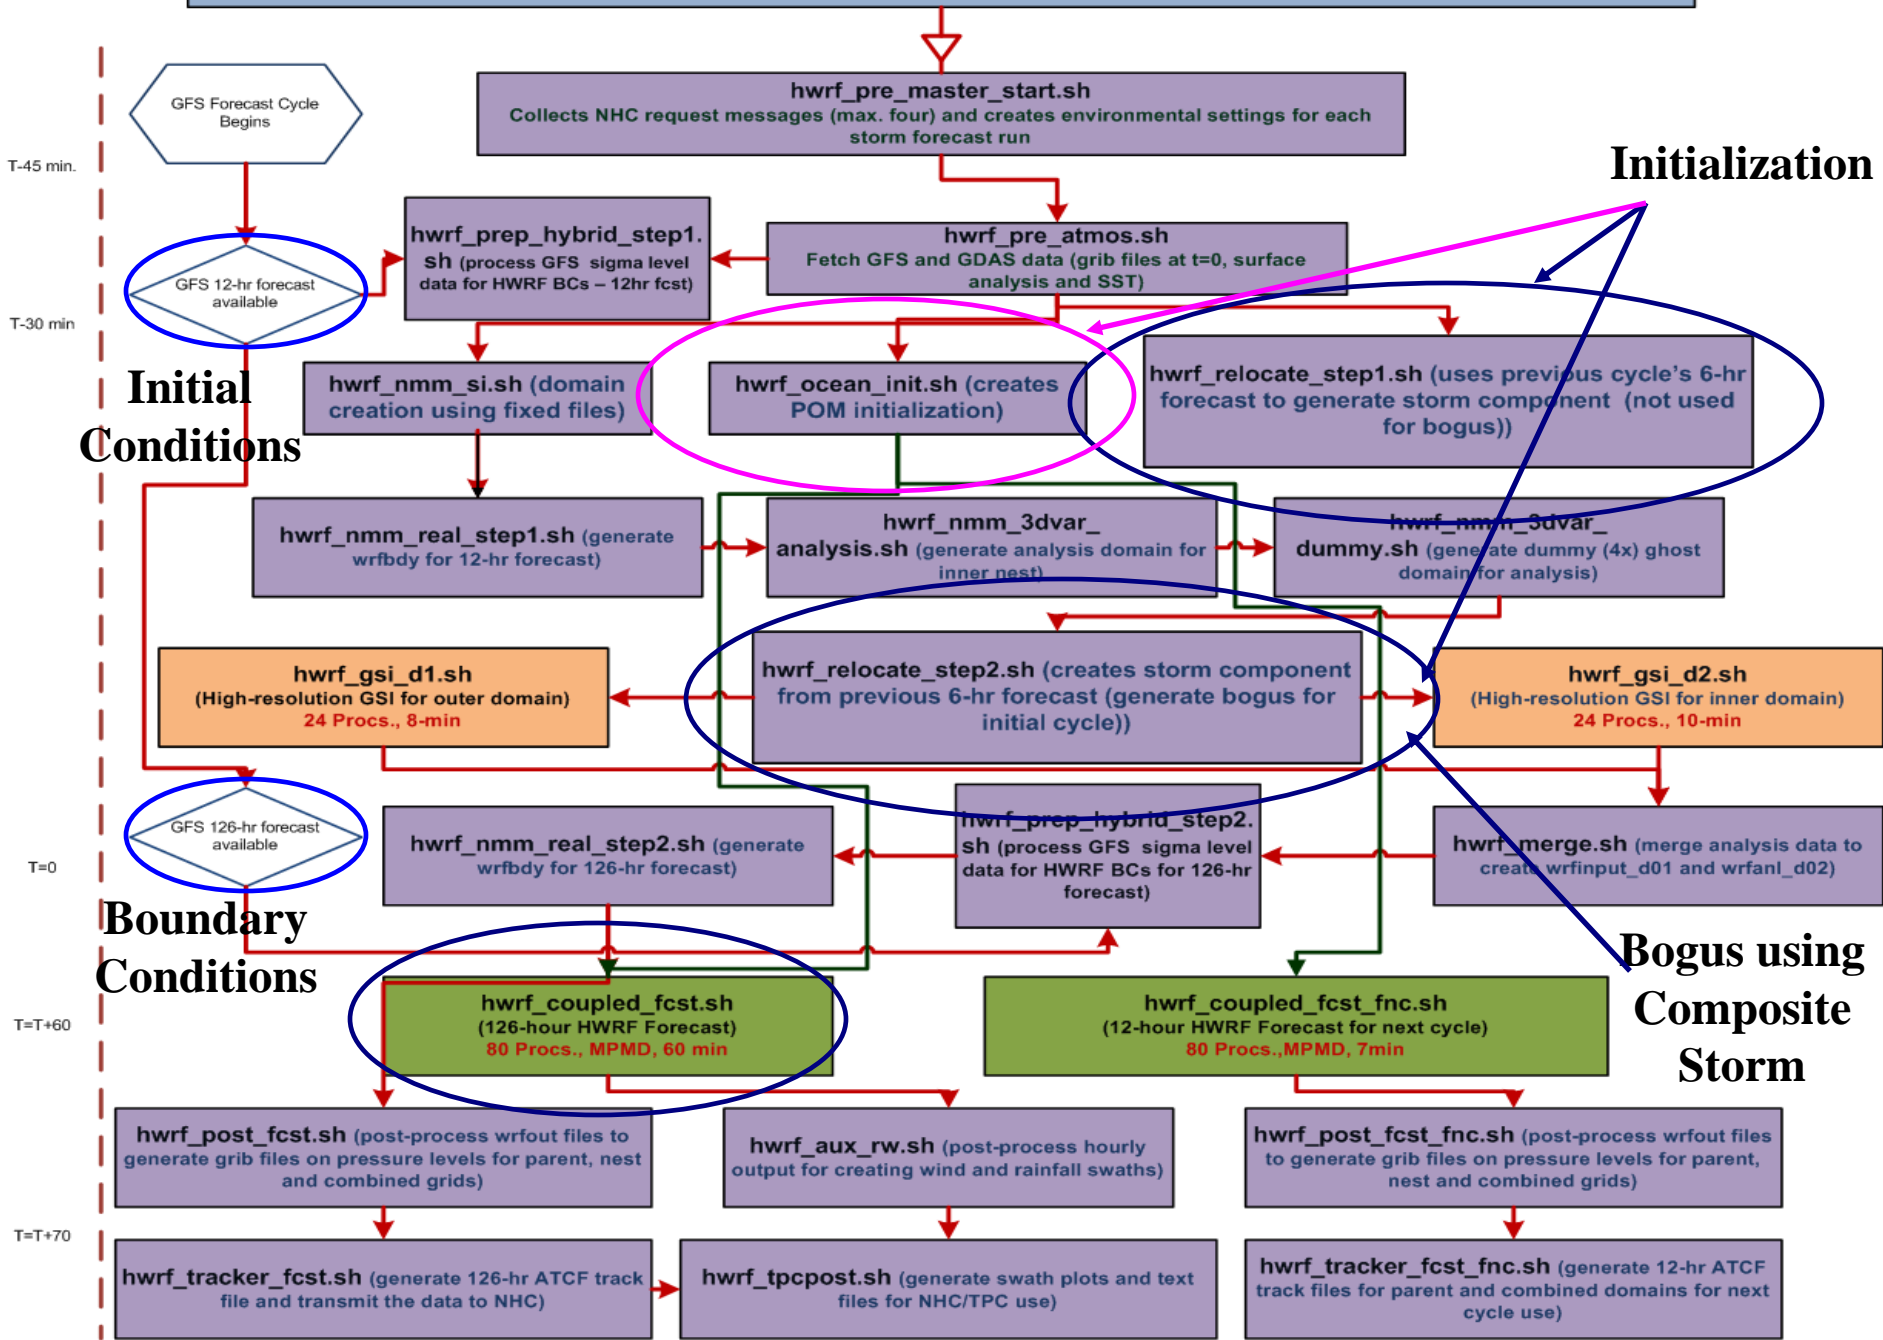 hwrf_pre_master_start.sh
Collects NHC request messages (max. four) and creates environmental settings for each
storm forecast run
GFS Forecast Cycle
Begins
T-45 min.
Initialization
hwrf_prep_hybrid_step1.
sh (process GFS sigma level
data for HWRF BCs – 12hr fcst)
hwrf_pre_atmos.sh
Fetch GFS and GDAS data (grib files at t=0, surface
analysis and SST)
GFS 12-hr forecast
available
T-30 min
Initial
Conditions
hwrf_nmm_si.sh (domain
creation using fixed files)
hwrf_ocean_init.sh (creates
POM initialization)
hwrf_relocate_step1.sh (uses previous cycle's 6-hr
forecast to generate storm component (not used
for bogus))
hwrf_nmm_real_step1.sh (generate
wrfbdy for 12-hr forecast)
hwrf_nmm_3dvar_
analysis.sh (generate analysis domain for
inner nest)
hwrf_nmm_3dvar_
dummy.sh (generate dummy (4x) ghost
domain for analysis)
hwrf_gsi_d1.sh
(High-resolution GSI for outer domain)
24 Procs., 8-min
hwrf_relocate_step2.sh (creates storm component
from previous 6-hr forecast (generate bogus for
initial cycle))
hwrf_gsi_d2.sh
(High-resolution GSI for inner domain)
24 Procs., 10-min
GFS 126-hr forecast
available
T=0
Boundary
Conditions
hwrf_nmm_real_step2.sh (generate
wrfbdy for 126-hr forecast)
hwrf_prep_hybrid_step2.
sh (process GFS sigma level
data for HWRF BCs for 126-hr
forecast)
hwrf_merge.sh (merge analysis data to
create wrfinput_d01 and wrfanl_d02)
Bogus using
Composite
Storm
T=T+60
hwrf_coupled_fcst.sh
(126-hour HWRF Forecast)
80 Procs., MPMD, 60 min
hwrf_coupled_fcst_fnc.sh
(12-hour HWRF Forecast for next cycle)
80 Procs.,MPMD, 7min
hwrf_post_fcst.sh (post-process wrfout files to
generate grib files on pressure levels for parent, nest
and combined grids)
hwrf_aux_rw.sh (post-process hourly
output for creating wind and rainfall swaths)
hwrf_post_fcst_fnc.sh (post-process wrfout files
to generate grib files on pressure levels for parent,
nest and combined grids)
T=T+70
hwrf_tracker_fcst.sh (generate 126-hr ATCF track
file and transmit the data to NHC)
hwrf_tpcpost.sh (generate swath plots and text
files for NHC/TPC use)
hwrf_tracker_fcst_fnc.sh (generate 12-hr ATCF
track files for parent and combined domains for next
cycle use)